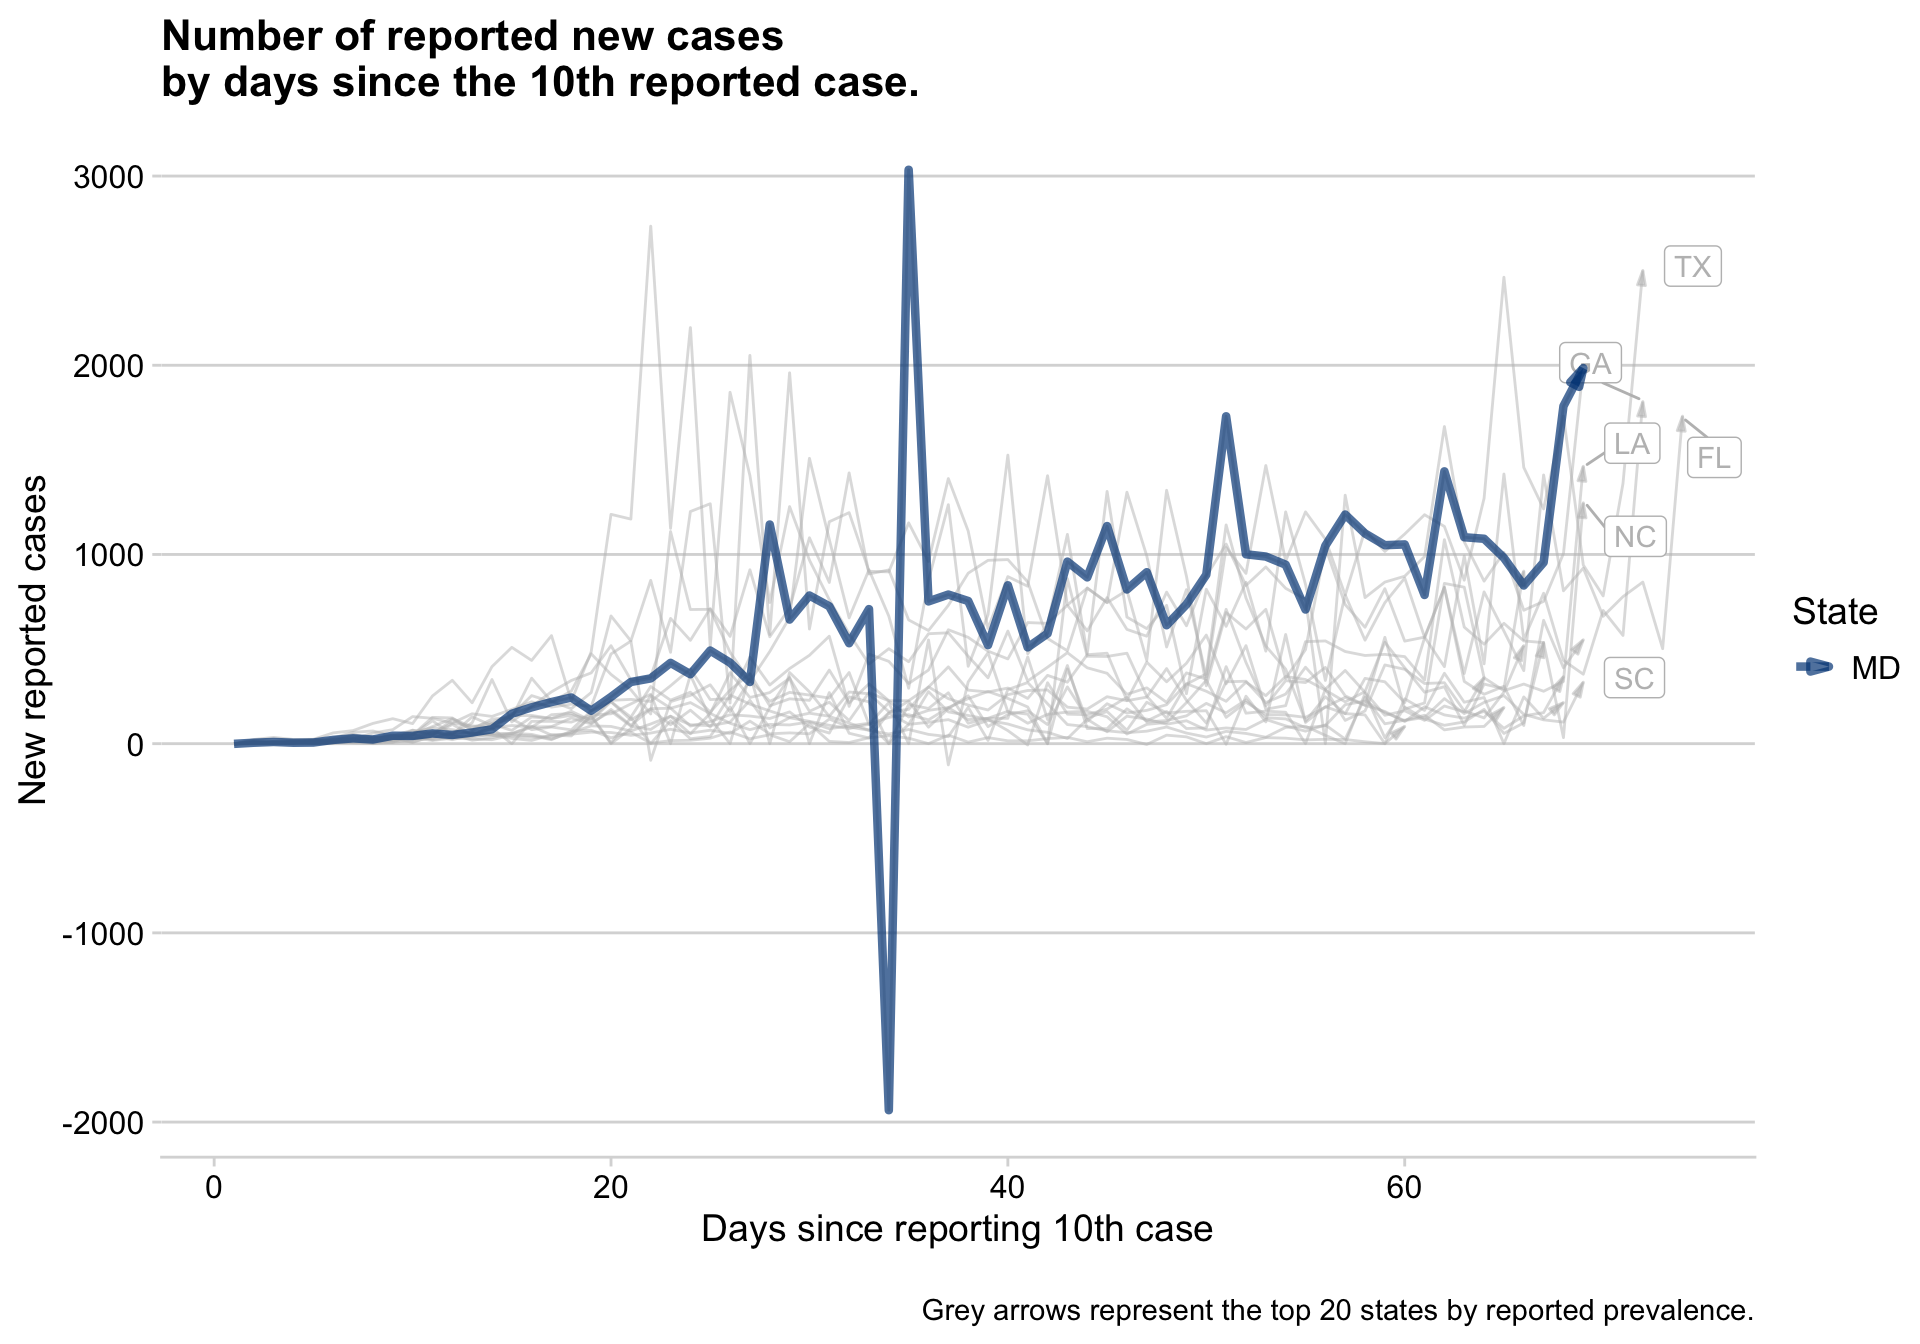 Number of reported new cases
by days since the 10th reported case.
3000
2000
1000
0
-1000
-2000
New reported cases
TX
GA
LA
FL
NC
SC
State
MD
0 20 40 60
Days since reporting 10th case
Grey arrows represent the top 20 states by reported prevalence.